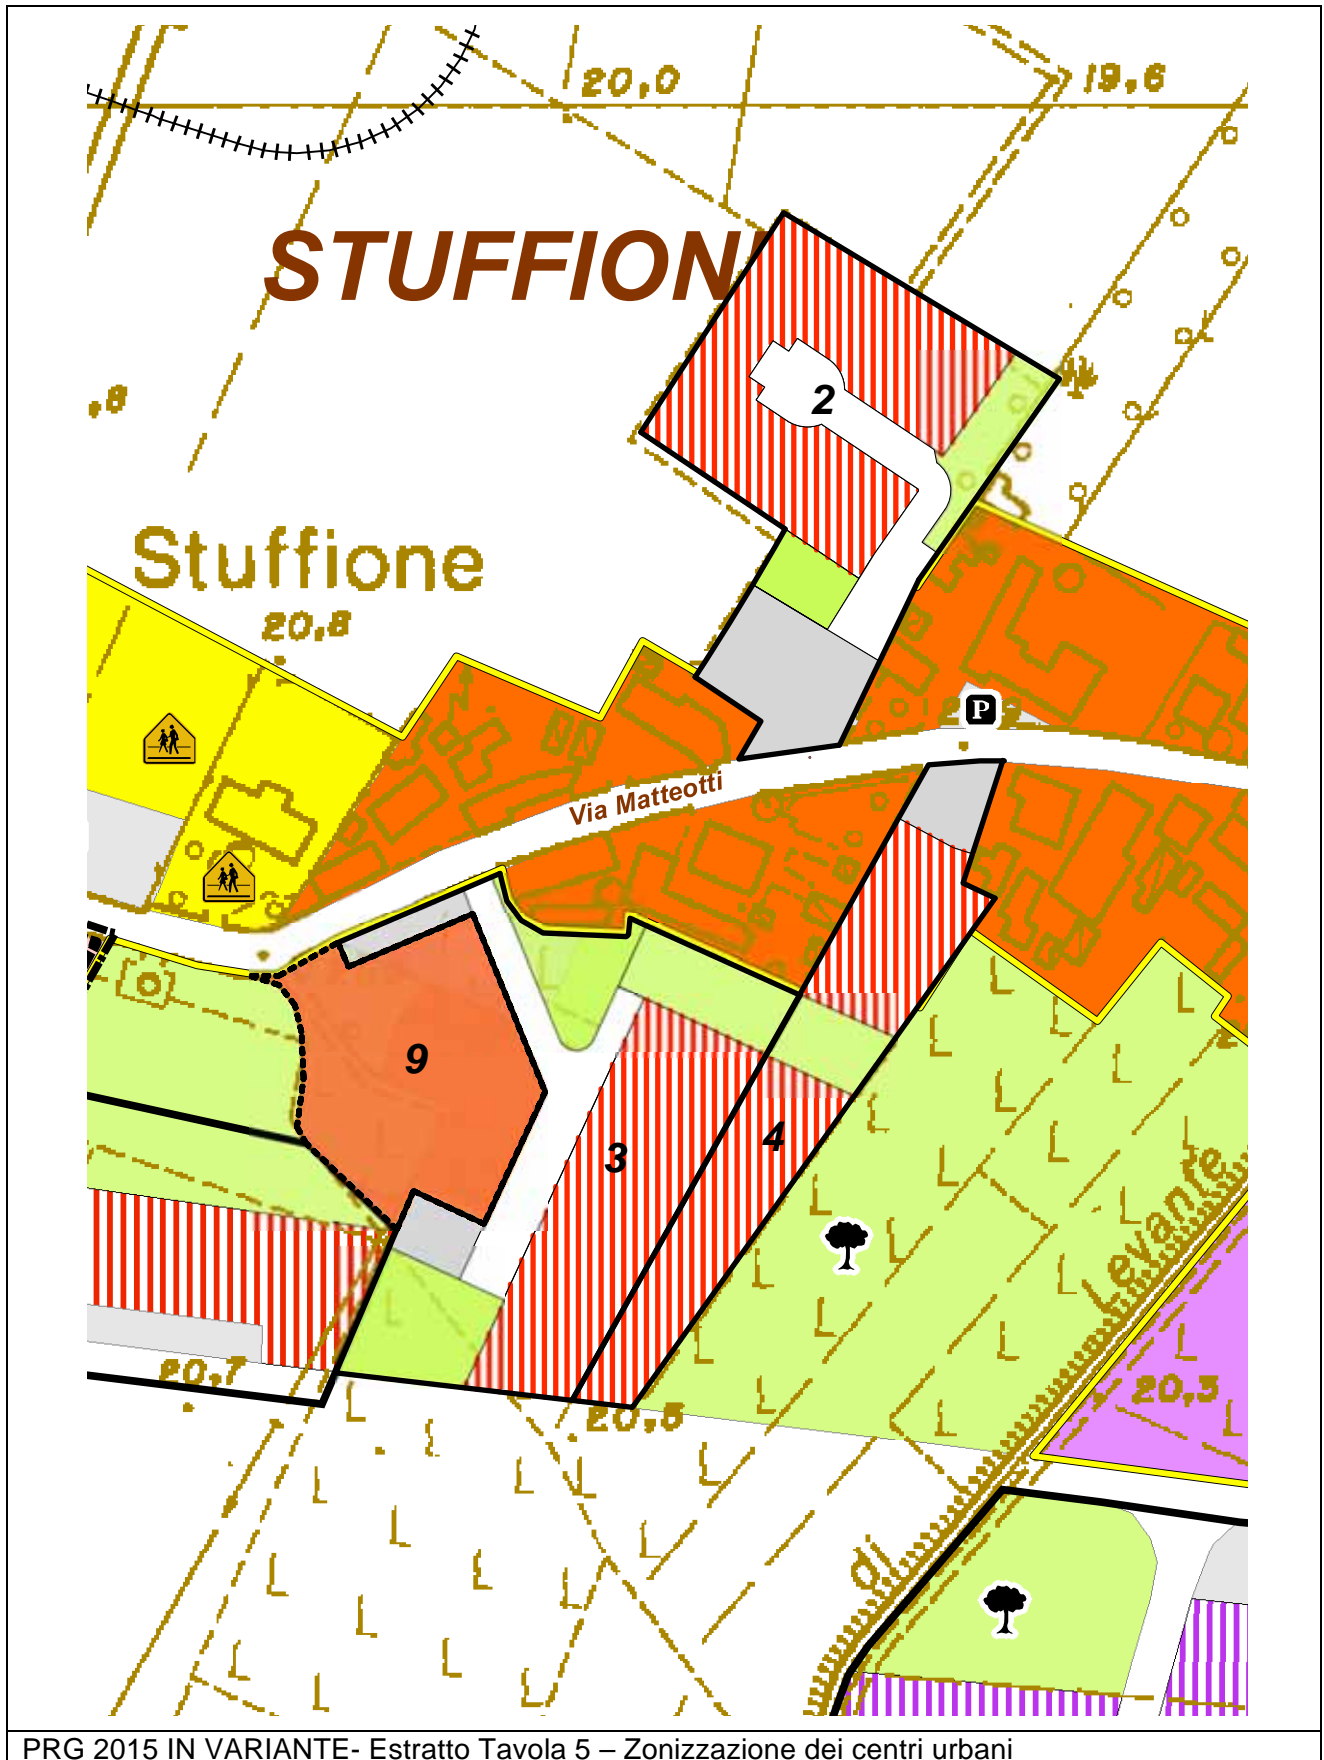 20,0
19,6
STUFFION
,8
2
Stuffione
20,8
P
Via Matteotti
9
3
4
Levante
20,7
20,5
20,3
di
PRG 2015 IN VARIANTE- Estratto Tavola 5 – Zonizzazione dei centri urbani